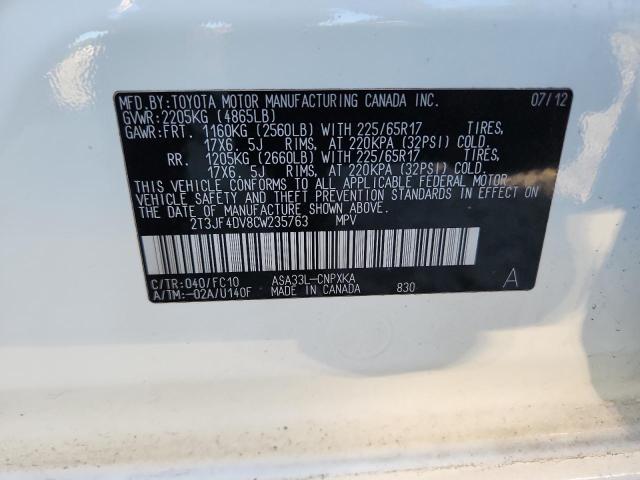 MFD.BY:TOYOTA MOTOR MANUFACTURING CANADA INC. 07/12
GVWR:2205KG (4865LB)
GAWR:FRT. 1160KG (2560LB) WITH 225/65R17 TIRES,
17X6. 5J RIMS, AT 220KPA (32PSI) COLD.
RR. 1205KG (2660LB) WITH 225/65R17 TIRES,
17X6. 5J RIMS, AT 220KPA (32PSI) COLD.
THIS VEHICLE CONFORMS TO ALL APPLICABLE FEDERAL MOTOR
VEHICLE SAFETY STANDARDS IN EFFECT ON THE DATE OF
MANUFACTURE SHOWN ABOVE.
2T3JF4DV8CW235763 MPV
C/TR:040/FC10 ASA33L-CNPXKA
A/TM:-02A/U140F MADE IN CANADA 830 A